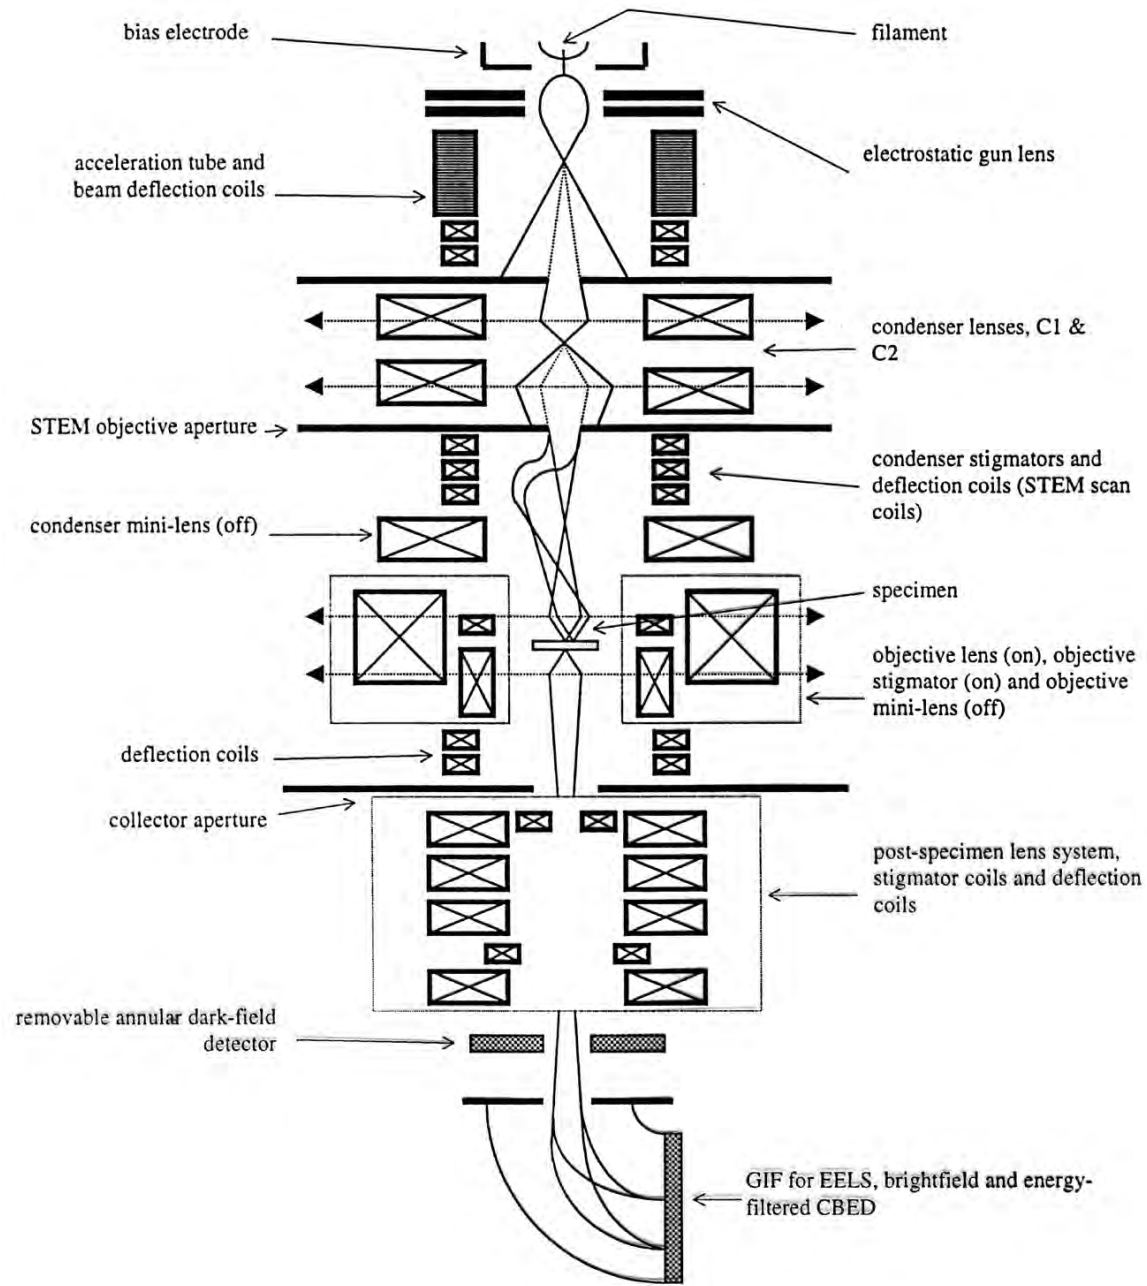 bias electrode
filament
acceleration tube and
beam deflection coils
electrostatic gun lens
condenser lenses, C1 &
C2
STEM objective aperture
condenser stigmators and
deflection coils (STEM scan
coils)
condenser mini-lens (off)
specimen
objective lens (on), objective
stigmator (on) and objective
mini-lens (off)
deflection coils
collector aperture
post-specimen lens system,
stigmator coils and deflection
coils
removable annular dark-field
detector
GIF for EELS, brightfield and energy-
filtered CBED